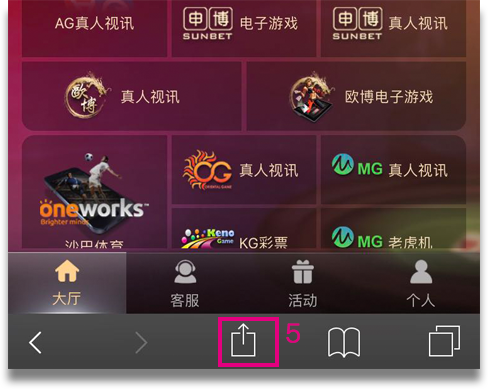 AG真人视讯
申博
SUNBET
电子游戏
申博
SUNBET
真人视讯
欧博
真人视讯
欧博电子游戏
OG
ORIENTAL GAME
真人视讯
MG 真人视讯
oneworks™
Brighter minds
沙巴体育
Keno
Game
KG彩票
MG 老虎机
大厅
客服
活动
个人
5